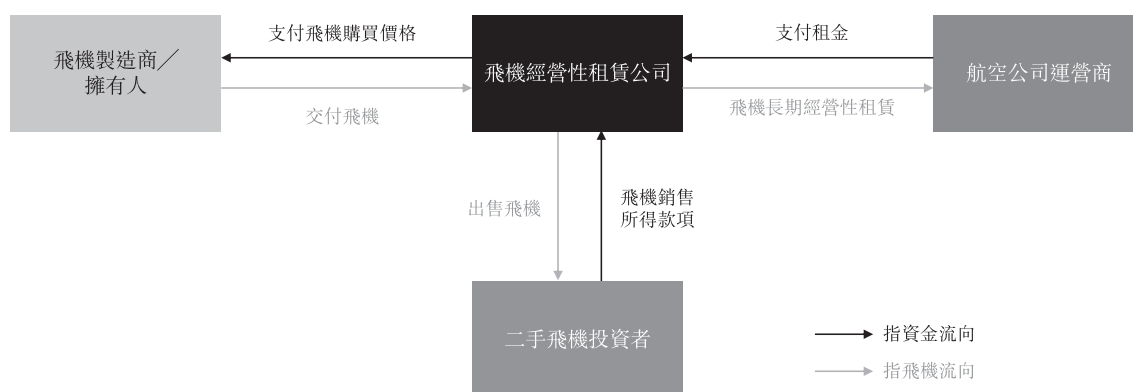 支付飛機購買價格
支付租金
飛機製造商／
擁有人
飛機經營性租賃公司
航空公司運營商
交付飛機
飛機長期經營性租賃
出售飛機
飛機銷售
所得款項
二手飛機投資者
指資金流向
指飛機流向